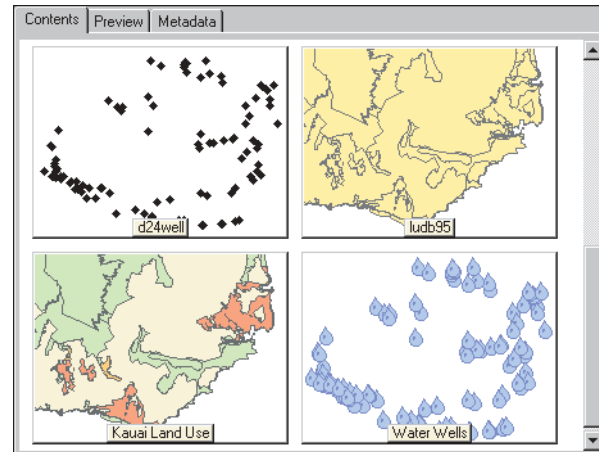 Contents Preview Metadata
d24well ludb95
Kauai Land Use Water Wells